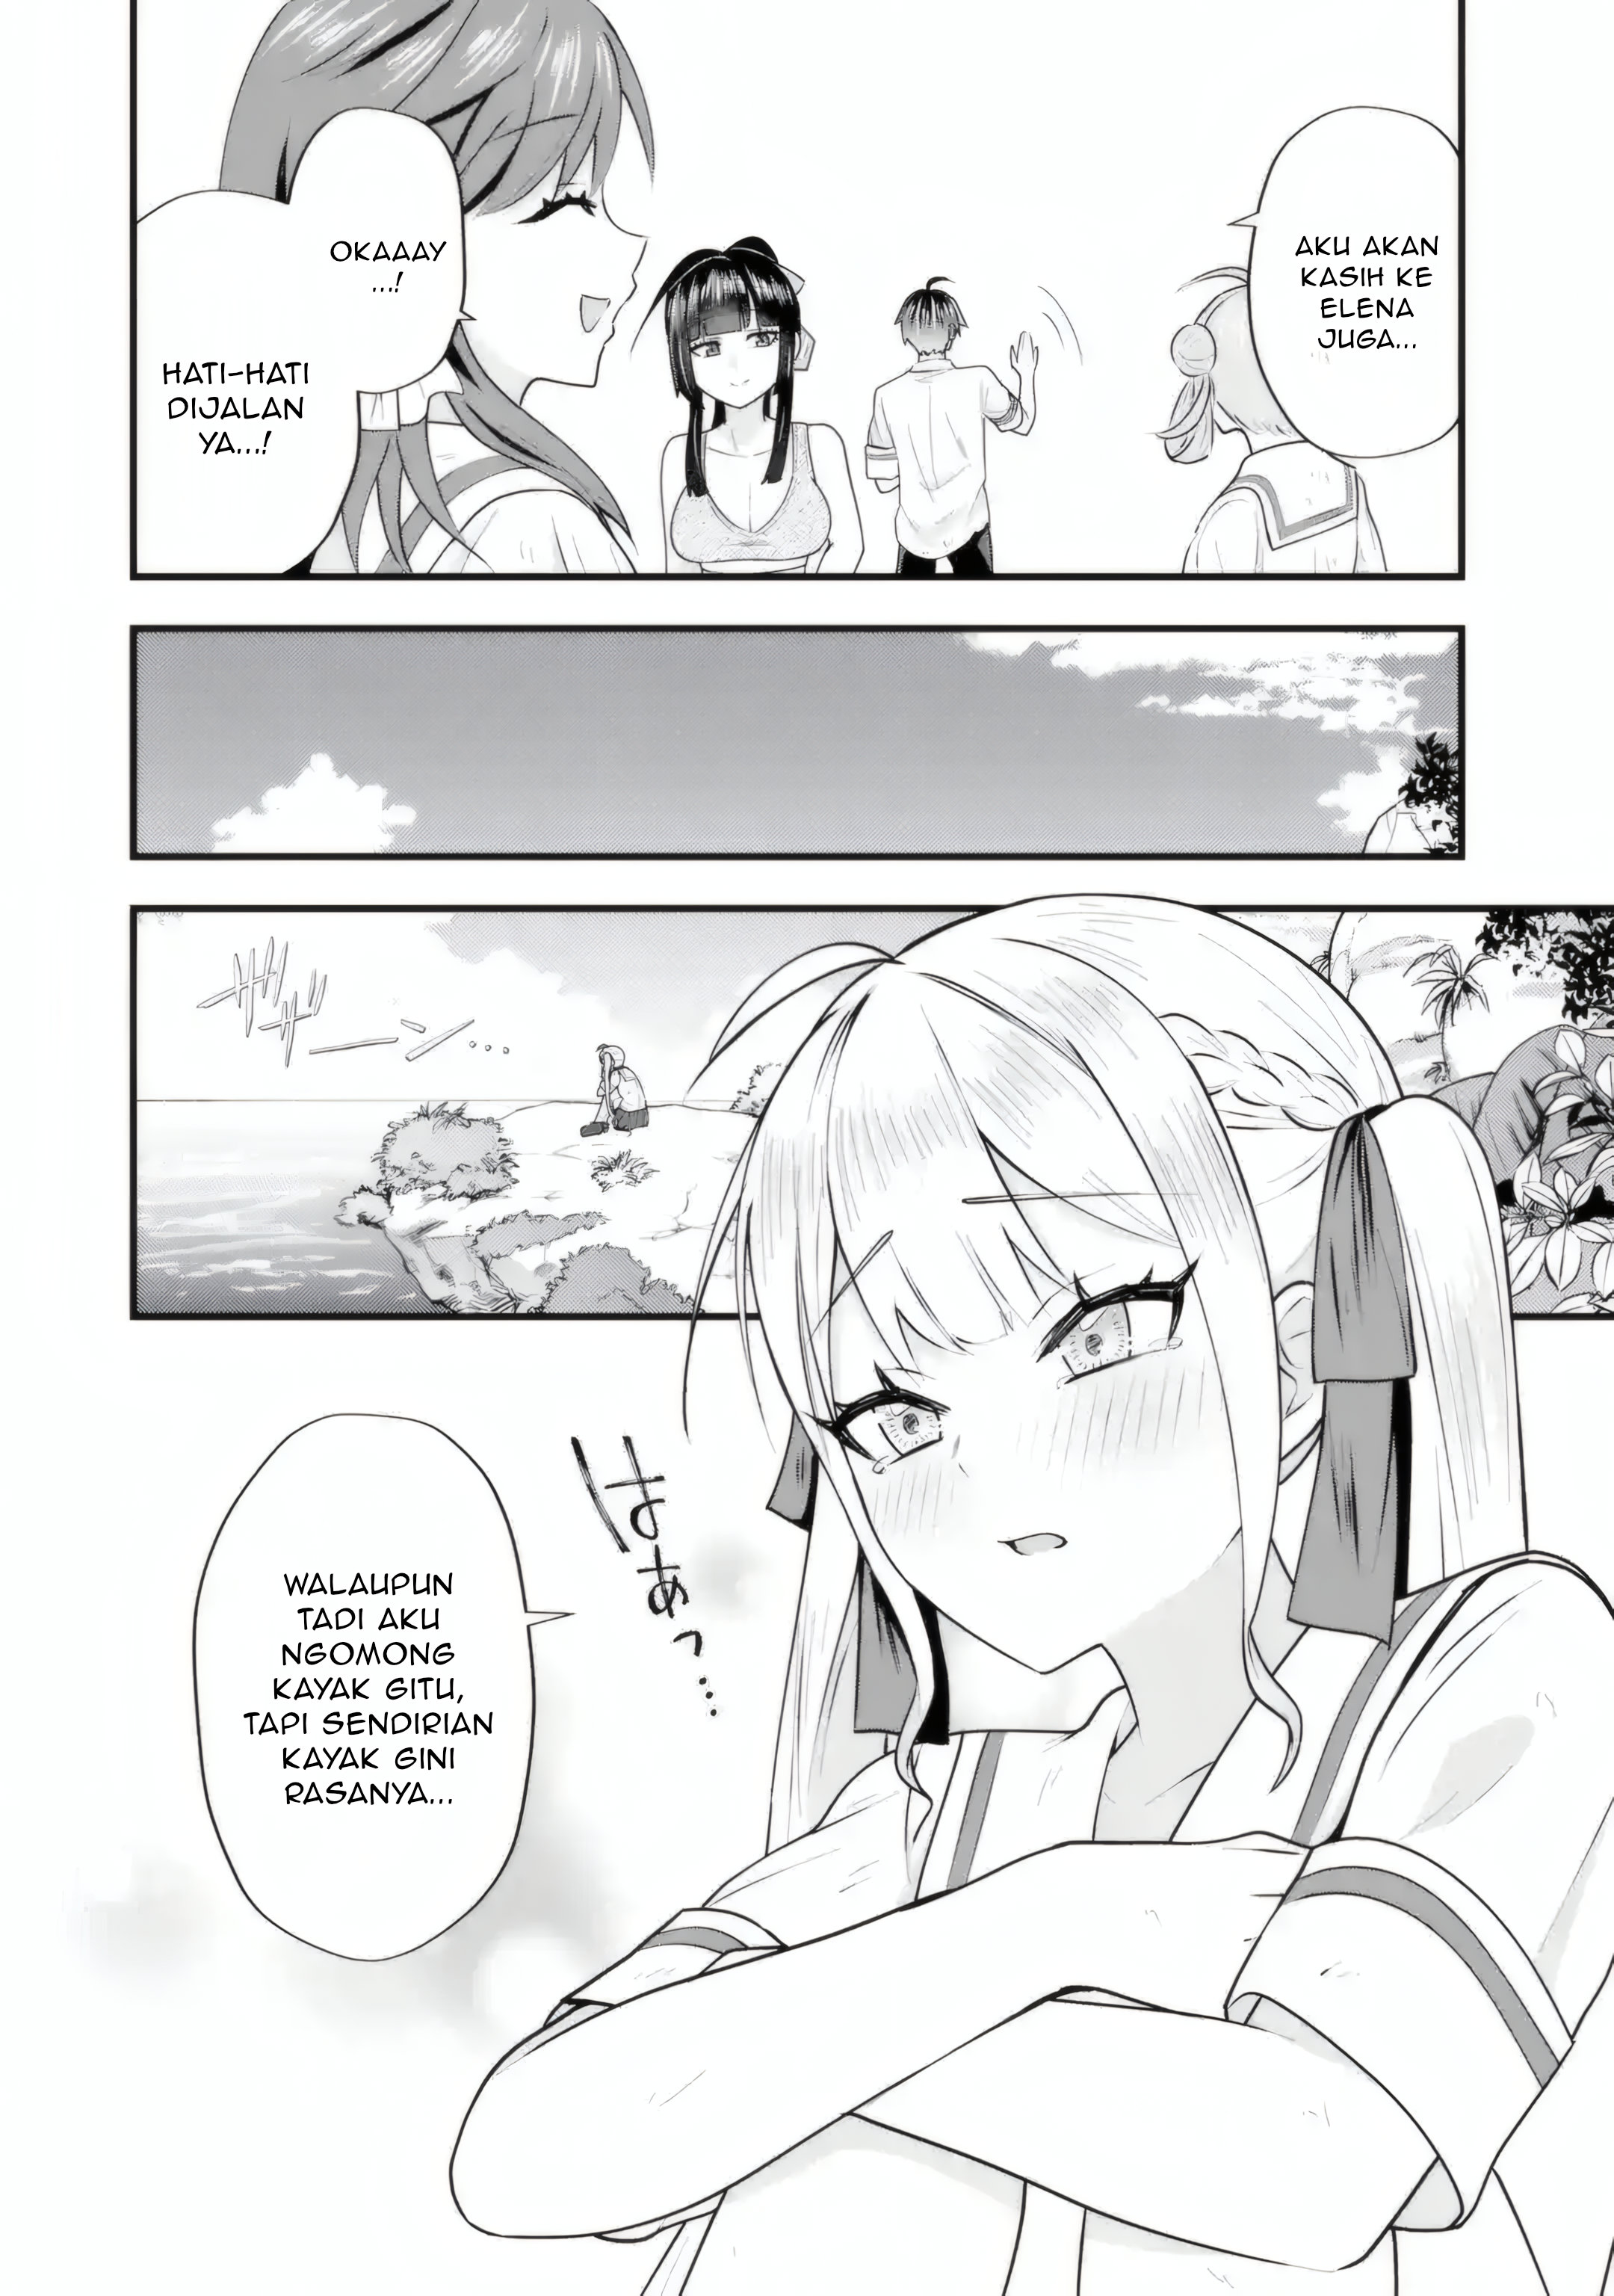 AKU AKAN
KASIH KE
ELENA
JUGA...
OKAAAY
...!
HATI-HATI
DIJALAN
YA...!
ザザーン...
はぁっ...
WALAUPUN
TADI AKU
NGOMONG
KAYAK GITU,
TAPI SENDIRIAN
KAYAK GINI
RASANYA...